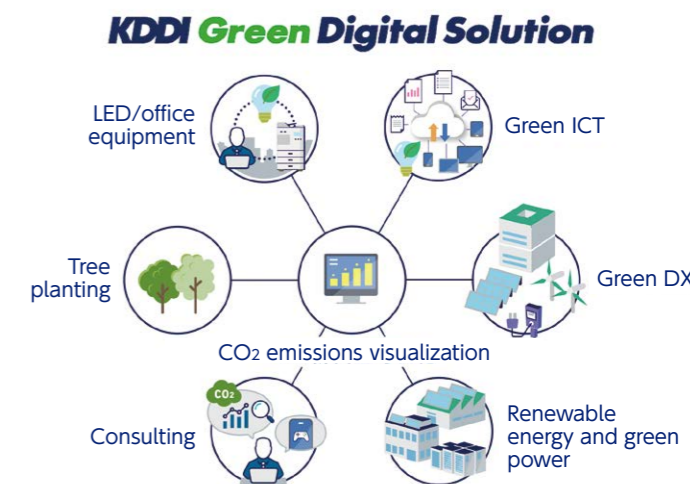 KDDI Green Digital Solution
LED/office
equipment
Green ICT
Tree
planting
Green DX
CO2 emissions visualization
CO2
Consulting
Renewable
energy and green
power